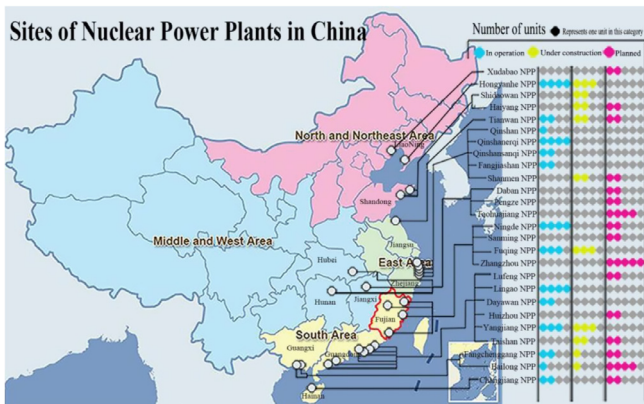 Sites of Nuclear Power Plants in China
Number of units
Represents one unit in this category
In operation
Under construction
Planned
Xudabao NPP
Hongyanhe NPP
Shidaowan NPP
Haiyang NPP
Tianwan NPP
Qinshan NPP
Qinshanerqi NPP
Qinshansanqi NPP
Fangjiashan NPP
Sanmen NPP
Daban NPP
Pengze NPP
Taohuajiang NPP
Ningde NPP
Sanming NPP
Fuqing NPP
Zhangzhou NPP
Lufeng NPP
Lingao NPP
Dayawan NPP
Huizhou NPP
Yangjiang NPP
Taishan NPP
Fangchenggang NPP
Bailong NPP
Changjiang NPP
North and Northeast Area
LiaoNing
Shandong
Middle and West Area
Jiangsu
Hubei
East Area
Zhejiang
Hunan
Jiangxi
Fujian
South Area
Guangxi
Guangdong
Hainan